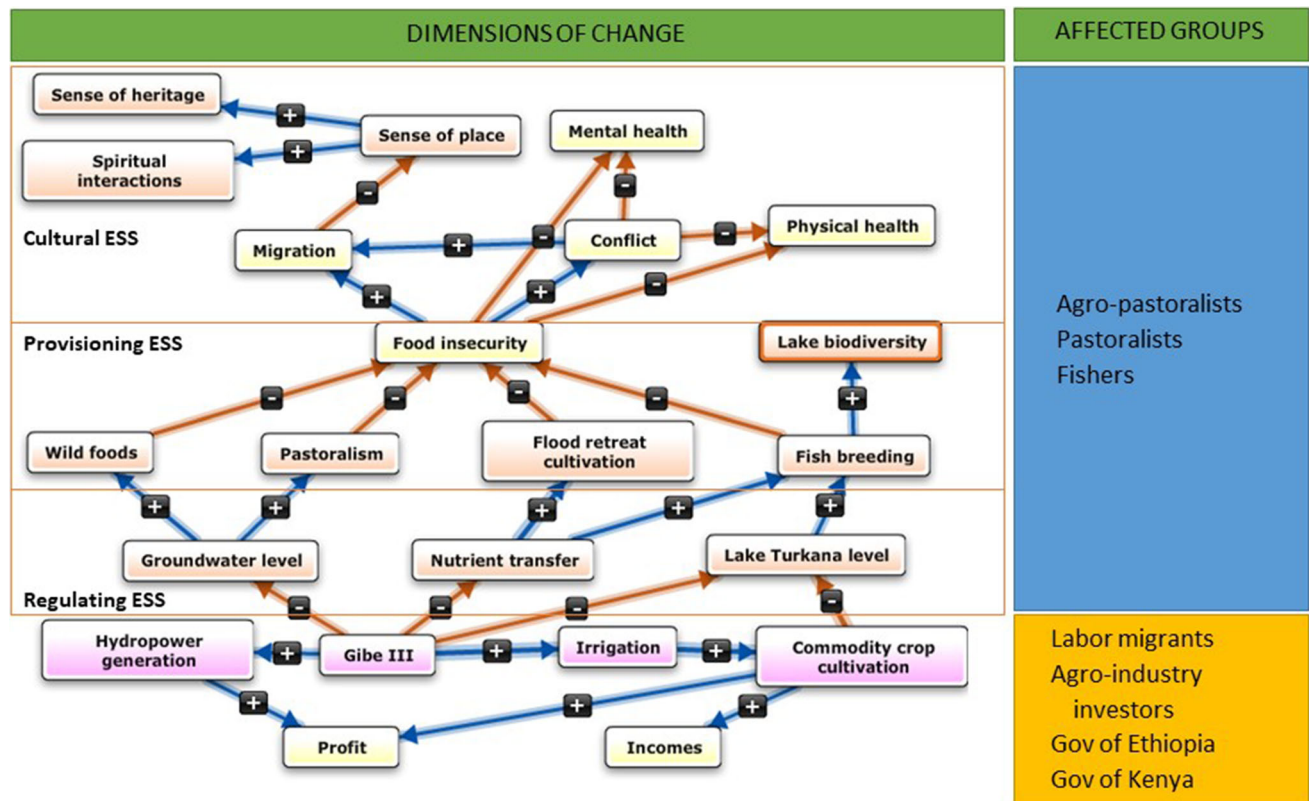 DIMENSIONS OF CHANGE
AFFECTED GROUPS
Sense of heritage
+
Sense of place
Mental health
+
Spiritual
interactions
-
-
Physical health
Cultural ESS
Migration
+
-
Conflict
-
+
+
-
Provisioning ESS
Food insecurity
Lake biodiversity
-
-
-
-
+
Wild foods
Pastoralism
Flood retreat
cultivation
Fish breeding
+
+
+
+
+
Groundwater level
Nutrient transfer
Lake Turkana level
Regulating ESS
-
-
-
-
Hydropower
generation
+
Gibe III
+
Irrigation
+
Commodity crop
cultivation
+
+
+
Profit
Incomes
Agro-pastoralists
Pastoralists
Fishers
Labor migrants
Agro-industry
investors
Gov of Ethiopia
Gov of Kenya